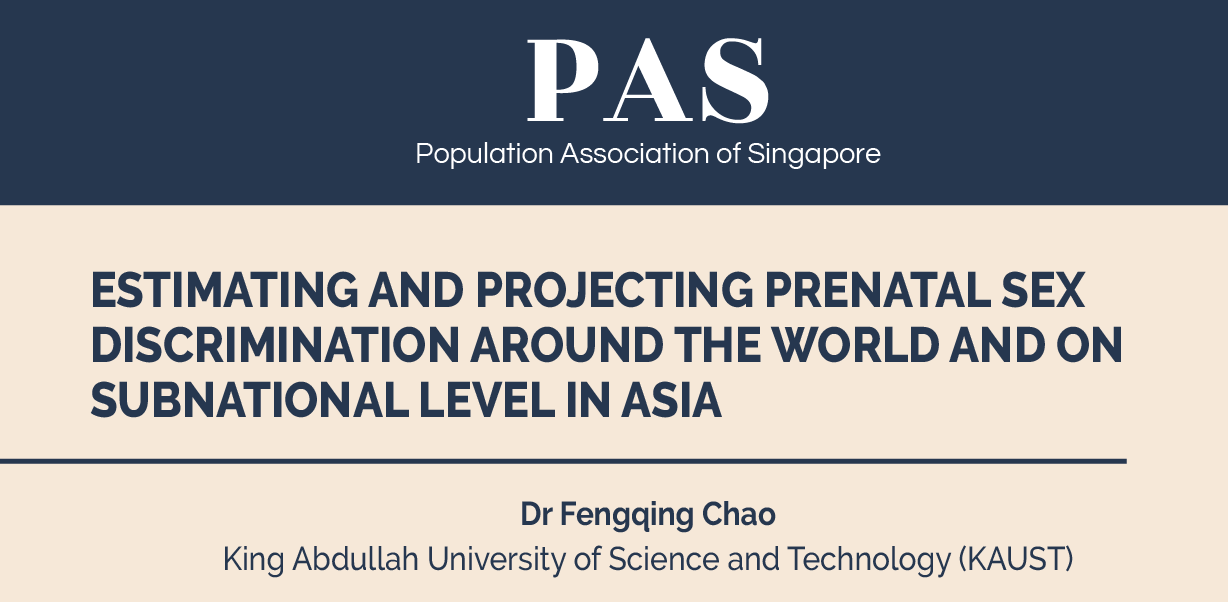 PAS
Population Association of Singapore
ESTIMATING AND PROJECTING PRENATAL SEX
DISCRIMINATION AROUND THE WORLD AND ON
SUBNATIONAL LEVEL IN ASIA
Dr Fengqing Chao
King Abdullah University of Science and Technology (KAUST)